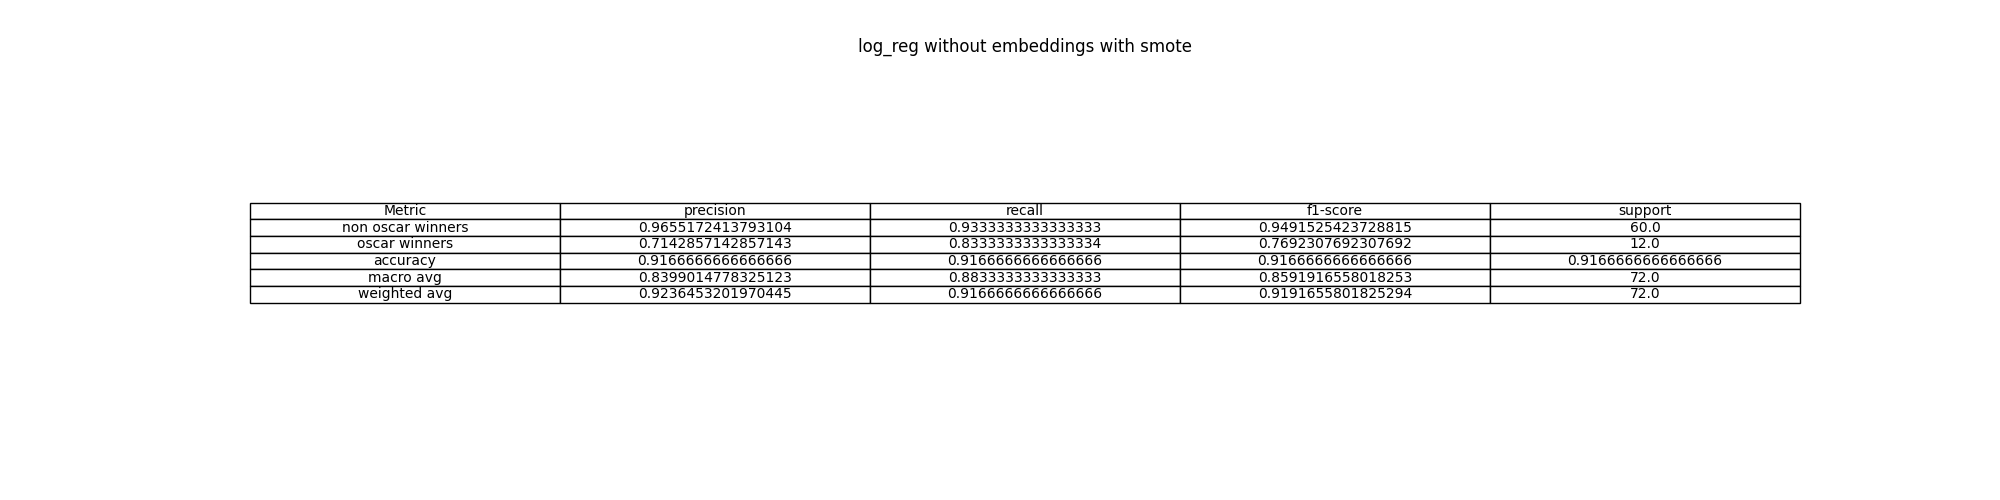 log_reg without embeddings with smote
Metric precision recall f1-score support
non oscar winners 0.9655172413793104 0.9333333333333333 0.9491525423728815 60.0
oscar winners 0.7142857142857143 0.8333333333333334 0.7692307692307692 12.0
accuracy 0.9166666666666666 0.9166666666666666 0.9166666666666666 0.9166666666666666
macro avg 0.8399014778325123 0.8833333333333333 0.8591916558018253 72.0
weighted avg 0.9236453201970445 0.9166666666666666 0.9191655801825294 72.0